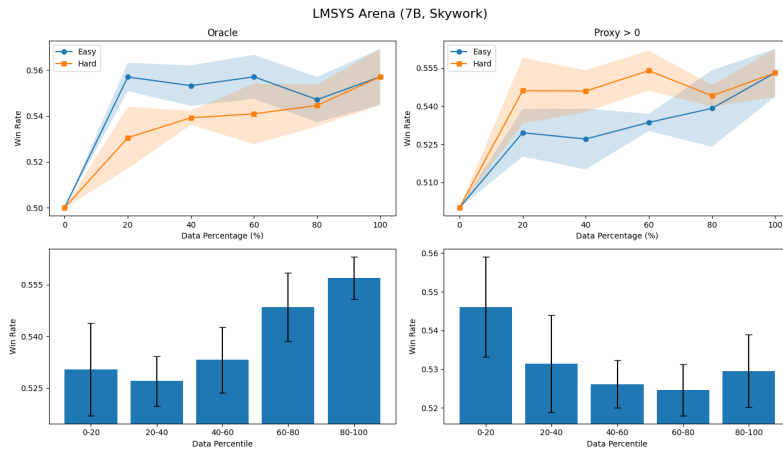 LMSYS Arena (7B, Skywork)
Oracle
Easy
Hard
Win Rate
0.56
0.54
0.52
0.50
0 20 40 60 80 100
Data Percentage (%)
Proxy > 0
Easy
Hard
Win Rate
0.555
0.540
0.525
0.510
0 20 40 60 80 100
Data Percentage (%)
Win Rate
0.555
0.540
0.525
0-20 20-40 40-60 60-80 80-100
Data Percentile
Win Rate
0.56
0.55
0.54
0.53
0.52
0-20 20-40 40-60 60-80 80-100
Data Percentile